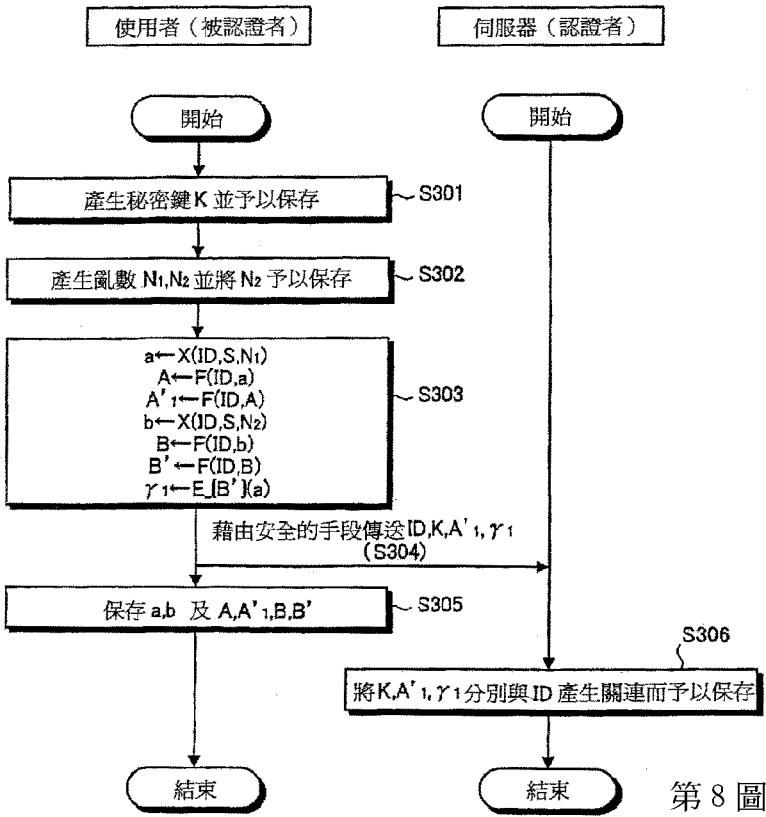 使用者（被認證者）
伺服器（認證者）
開始
開始
產生秘密鍵K並予以保存
S301
產生亂數 N1,N2 並將 N2 予以保存
S302
a←X(ID,S,N1)
A←F(ID,a)
A'1←F(ID,A)
b←X(ID,S,N2)
B←F(ID,b)
B'←F(ID,B)
γ1←E_[B'](a)
S303
藉由安全的手段傳送 ID,K,A'1,γ1
(S304)
保存 a,b 及 A,A'1,B,B'
S305
S306
將 K,A'1,γ1 分別與 ID 產生關連而予以保存
結束
結束
第 8 圖